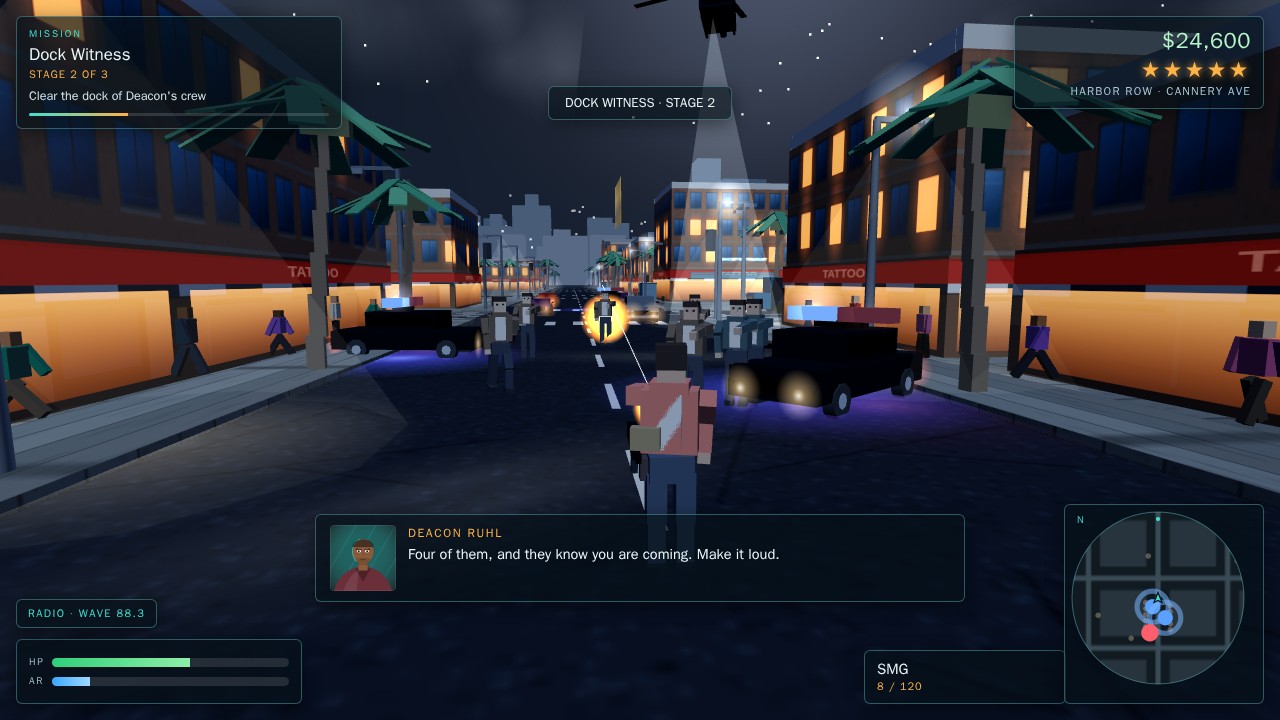 MISSION
Dock Witness
STAGE 2 OF 3
Clear the dock of Deacon's crew
DOCK WITNESS · STAGE 2
$24,600
★★★★★
HARBOR ROW · CANNERY AVE
TATTOO
TATTOO
DEACON RUHL
Four of them, and they know you are coming. Make it loud.
RADIO · WAVE 88.3
HP
AR
SMG
8 / 120
N